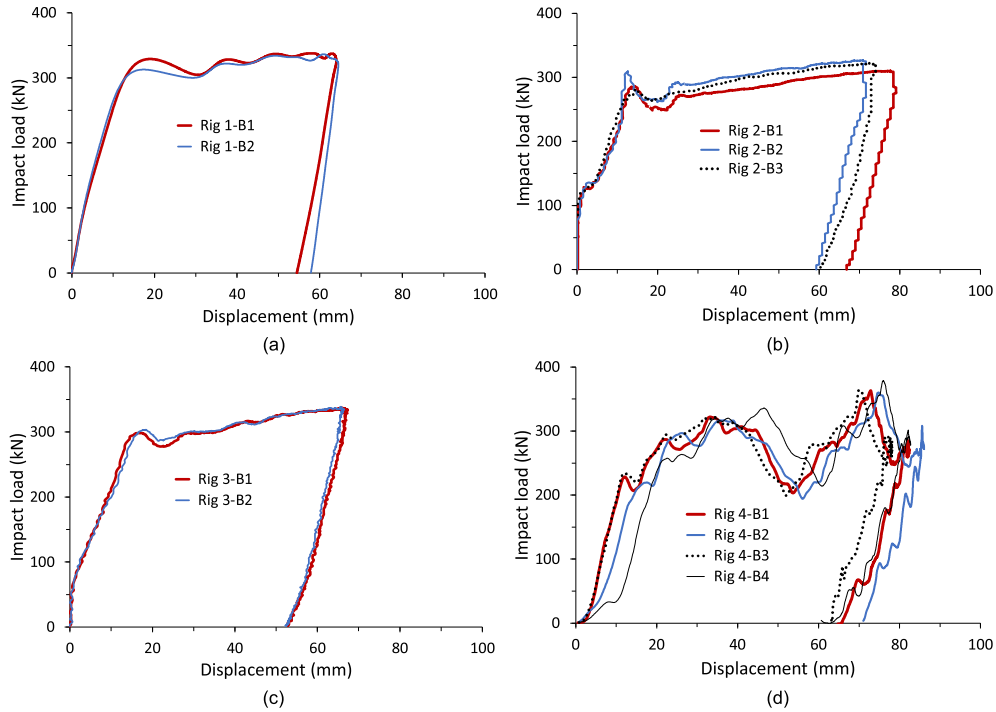 400
300
200
100
0
Impact load (kN)
Rig 1-B1
Rig 1-B2
0 20 40 60 80 100
Displacement (mm)
(a)
400
300
200
100
0
Impact load (kN)
Rig 2-B1
Rig 2-B2
Rig 2-B3
0 20 40 60 80 100
Displacement (mm)
(b)
400
300
200
100
0
Impact load (kN)
Rig 3-B1
Rig 3-B2
0 20 40 60 80 100
Displacement (mm)
(c)
400
300
200
100
0
Impact load (kN)
Rig 4-B1
Rig 4-B2
Rig 4-B3
Rig 4-B4
0 20 40 60 80 100
Displacement (mm)
(d)